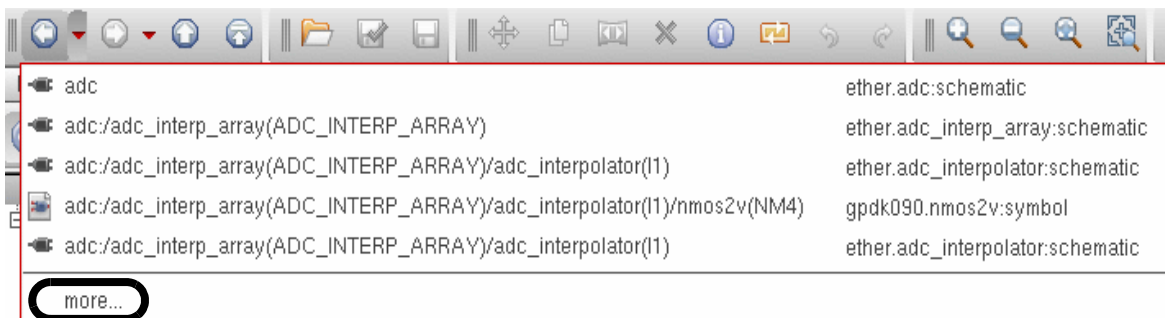 adc ether.adc:schematic
adc:/adc_interp_array(ADC_INTERP_ARRAY) ether.adc_interp_array:schematic
adc:/adc_interp_array(ADC_INTERP_ARRAY)/adc_interpolator(I1) ether.adc_interpolator:schematic
adc:/adc_interp_array(ADC_INTERP_ARRAY)/adc_interpolator(I1)/nmos2v(NM4) gpdk090.nmos2v:symbol
adc:/adc_interp_array(ADC_INTERP_ARRAY)/adc_interpolator(I1) ether.adc_interpolator:schematic
more...